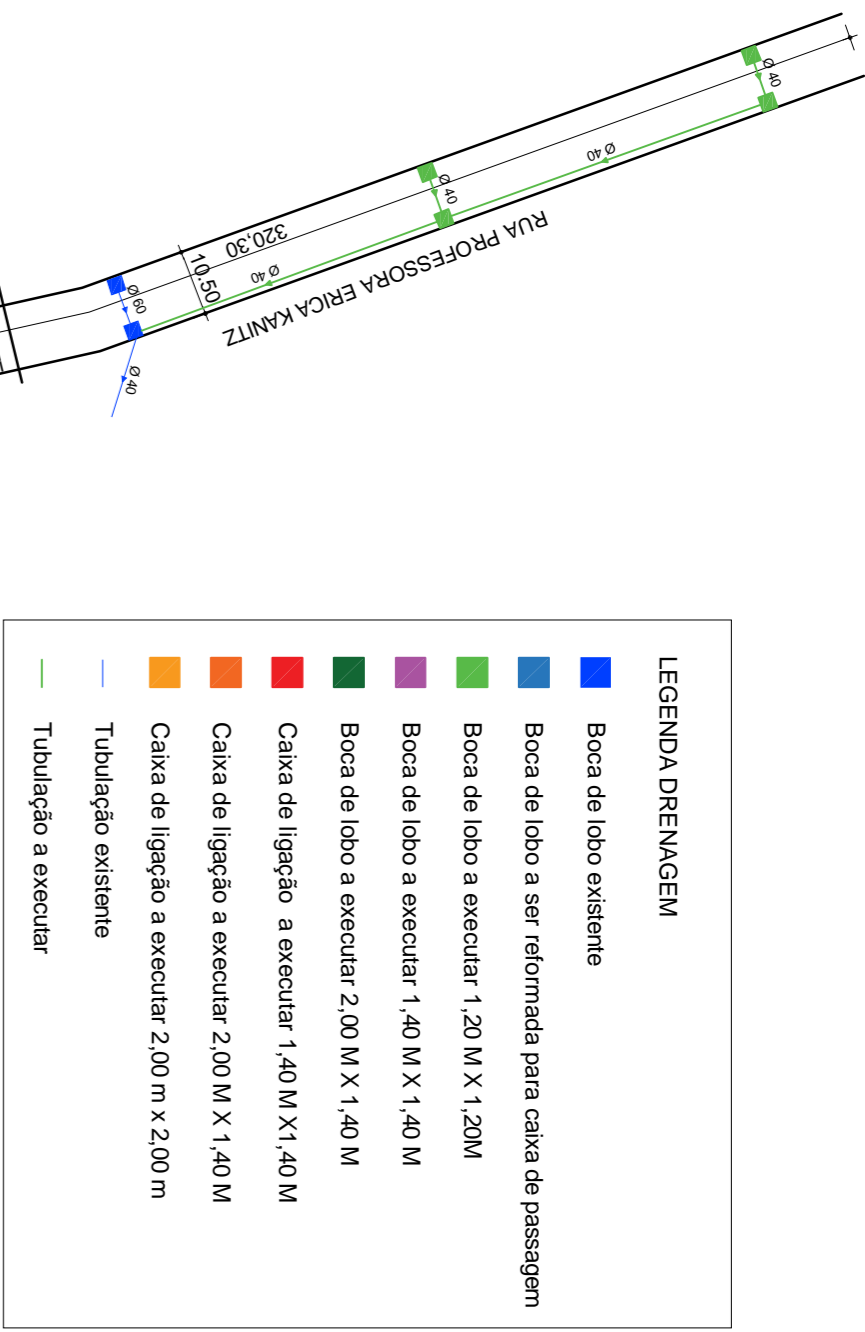 Ø 40
Ø 40
Ø 40
RUA PROFESSORA ERICA KANITZ
320,30
Ø 40
10.50
Ø 60
Ø 40
LEGENDA DRENAGEM
Boca de lobo existente
Boca de lobo a ser reformada para caixa de passagem
Boca de lobo a executar 1,20 M X 1,20M
Boca de lobo a executar 1,40 M X 1,40 M
Boca de lobo a executar 2,00 M X 1,40 M
Caixa de ligação a executar 1,40 M X1,40 M
Caixa de ligação a executar 2,00 M X 1,40 M
Caixa de ligação a executar 2,00 m x 2,00 m
Tubulação existente
Tubulação a executar